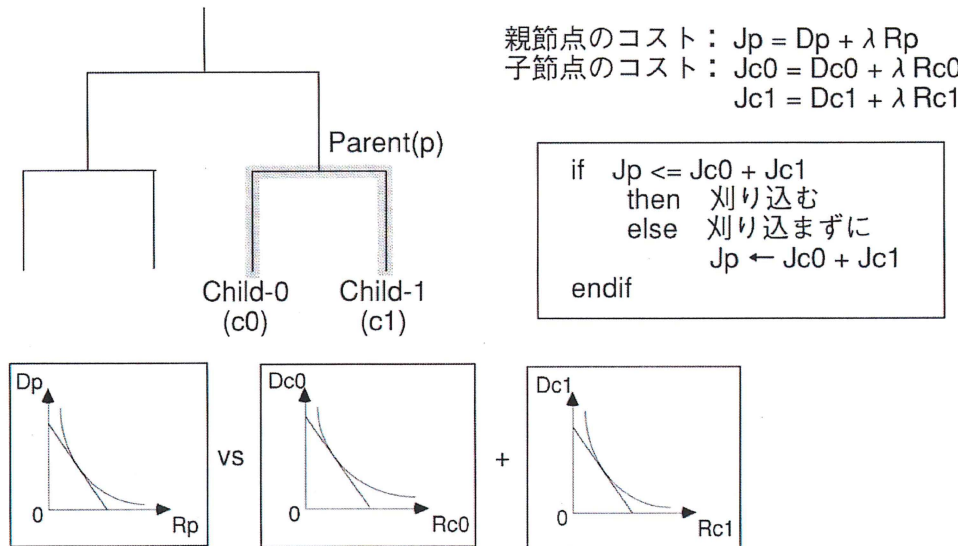 親節点のコスト： Jp = Dp + λ Rp
子節点のコスト： Jc0 = Dc0 + λ Rc0
Jc1 = Dc1 + λ Rc1
Parent(p)
Child-0
(c0)
Child-1
(c1)
if Jp <= Jc0 + Jc1
then 刈り込む
else 刈り込まずに
Jp ← Jc0 + Jc1
endif
Dp
0
Rp
vs
Dc0
0
Rc0
+
Dc1
0
Rc1